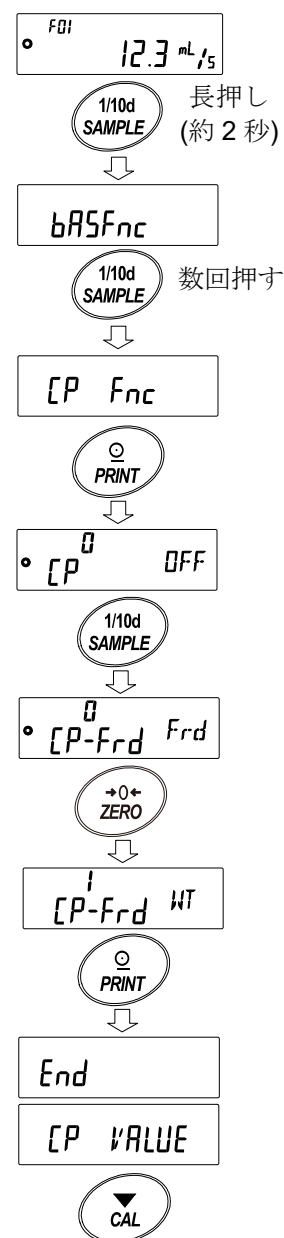 F01
12.3 mL/s
1/10d
SAMPLE
長押し
(約 2 秒)
bASFnc
1/10d
SAMPLE
数回押す
CP Fnc
PRINT
0
CP OFF
1/10d
SAMPLE
0
CP-Frd Frd
→0←
ZERO
1
CP-Frd WT
PRINT
End
CP VALUE
CAL